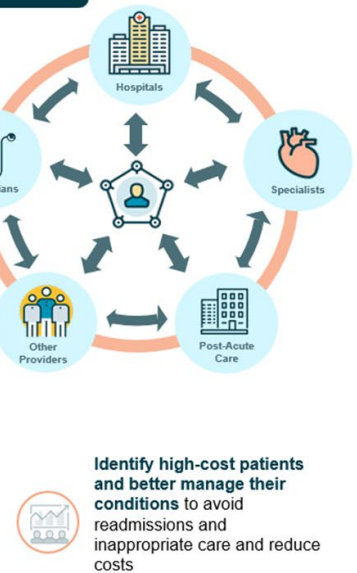 Hospitals
ans
Specialists
Other
Providers
Post-Acute
Care
Identify high-cost patients
and better manage their
conditions to avoid
readmissions and
inappropriate care and reduce
costs